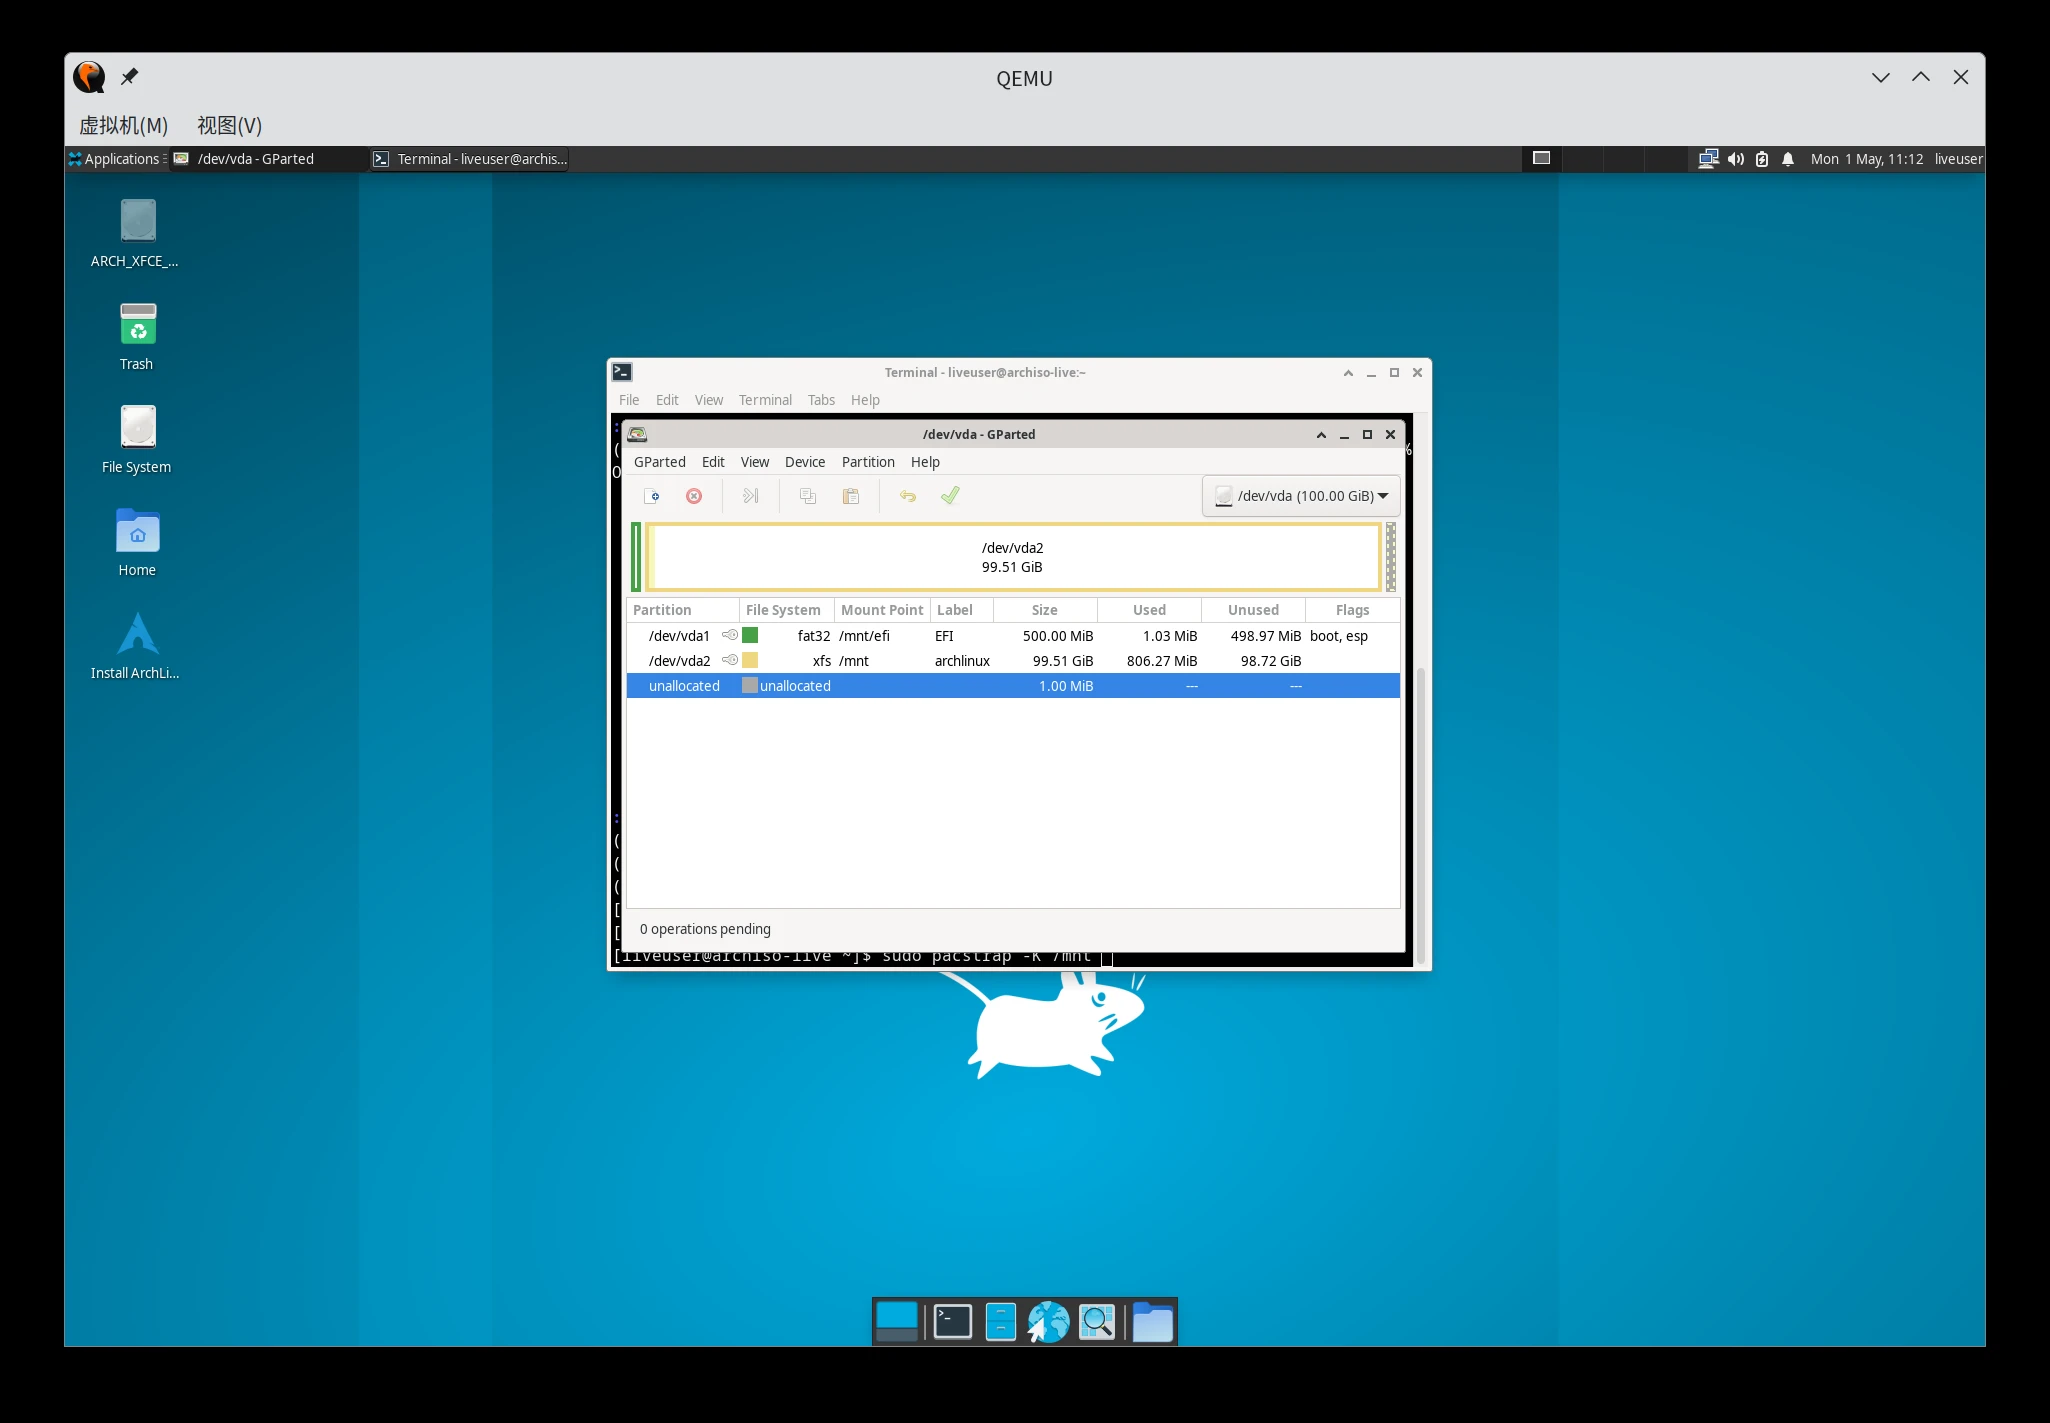 QEMU
虚拟机(M) 视图(V)
Applications /dev/vda - GParted Terminal - liveuser@archis... Mon 1 May, 11:12 liveuser
ARCH_XFCE_...
Trash
File System
Home
Install ArchLi...
Terminal - liveuser@archiso-live:~
File Edit View Terminal Tabs Help
/dev/vda - GParted
GParted Edit View Device Partition Help
/dev/vda (100.00 GiB)
/dev/vda2
99.51 GiB
Partition File System Mount Point Label Size Used Unused Flags
/dev/vda1 fat32 /mnt/efi EFI 500.00 MiB 1.03 MiB 498.97 MiB boot, esp
/dev/vda2 xfs /mnt archlinux 99.51 GiB 806.27 MiB 98.72 GiB
unallocated unallocated 1.00 MiB --- ---
0 operations pending
[liveuser@archiso-live ~]$ sudo pacstrap -K /mnt